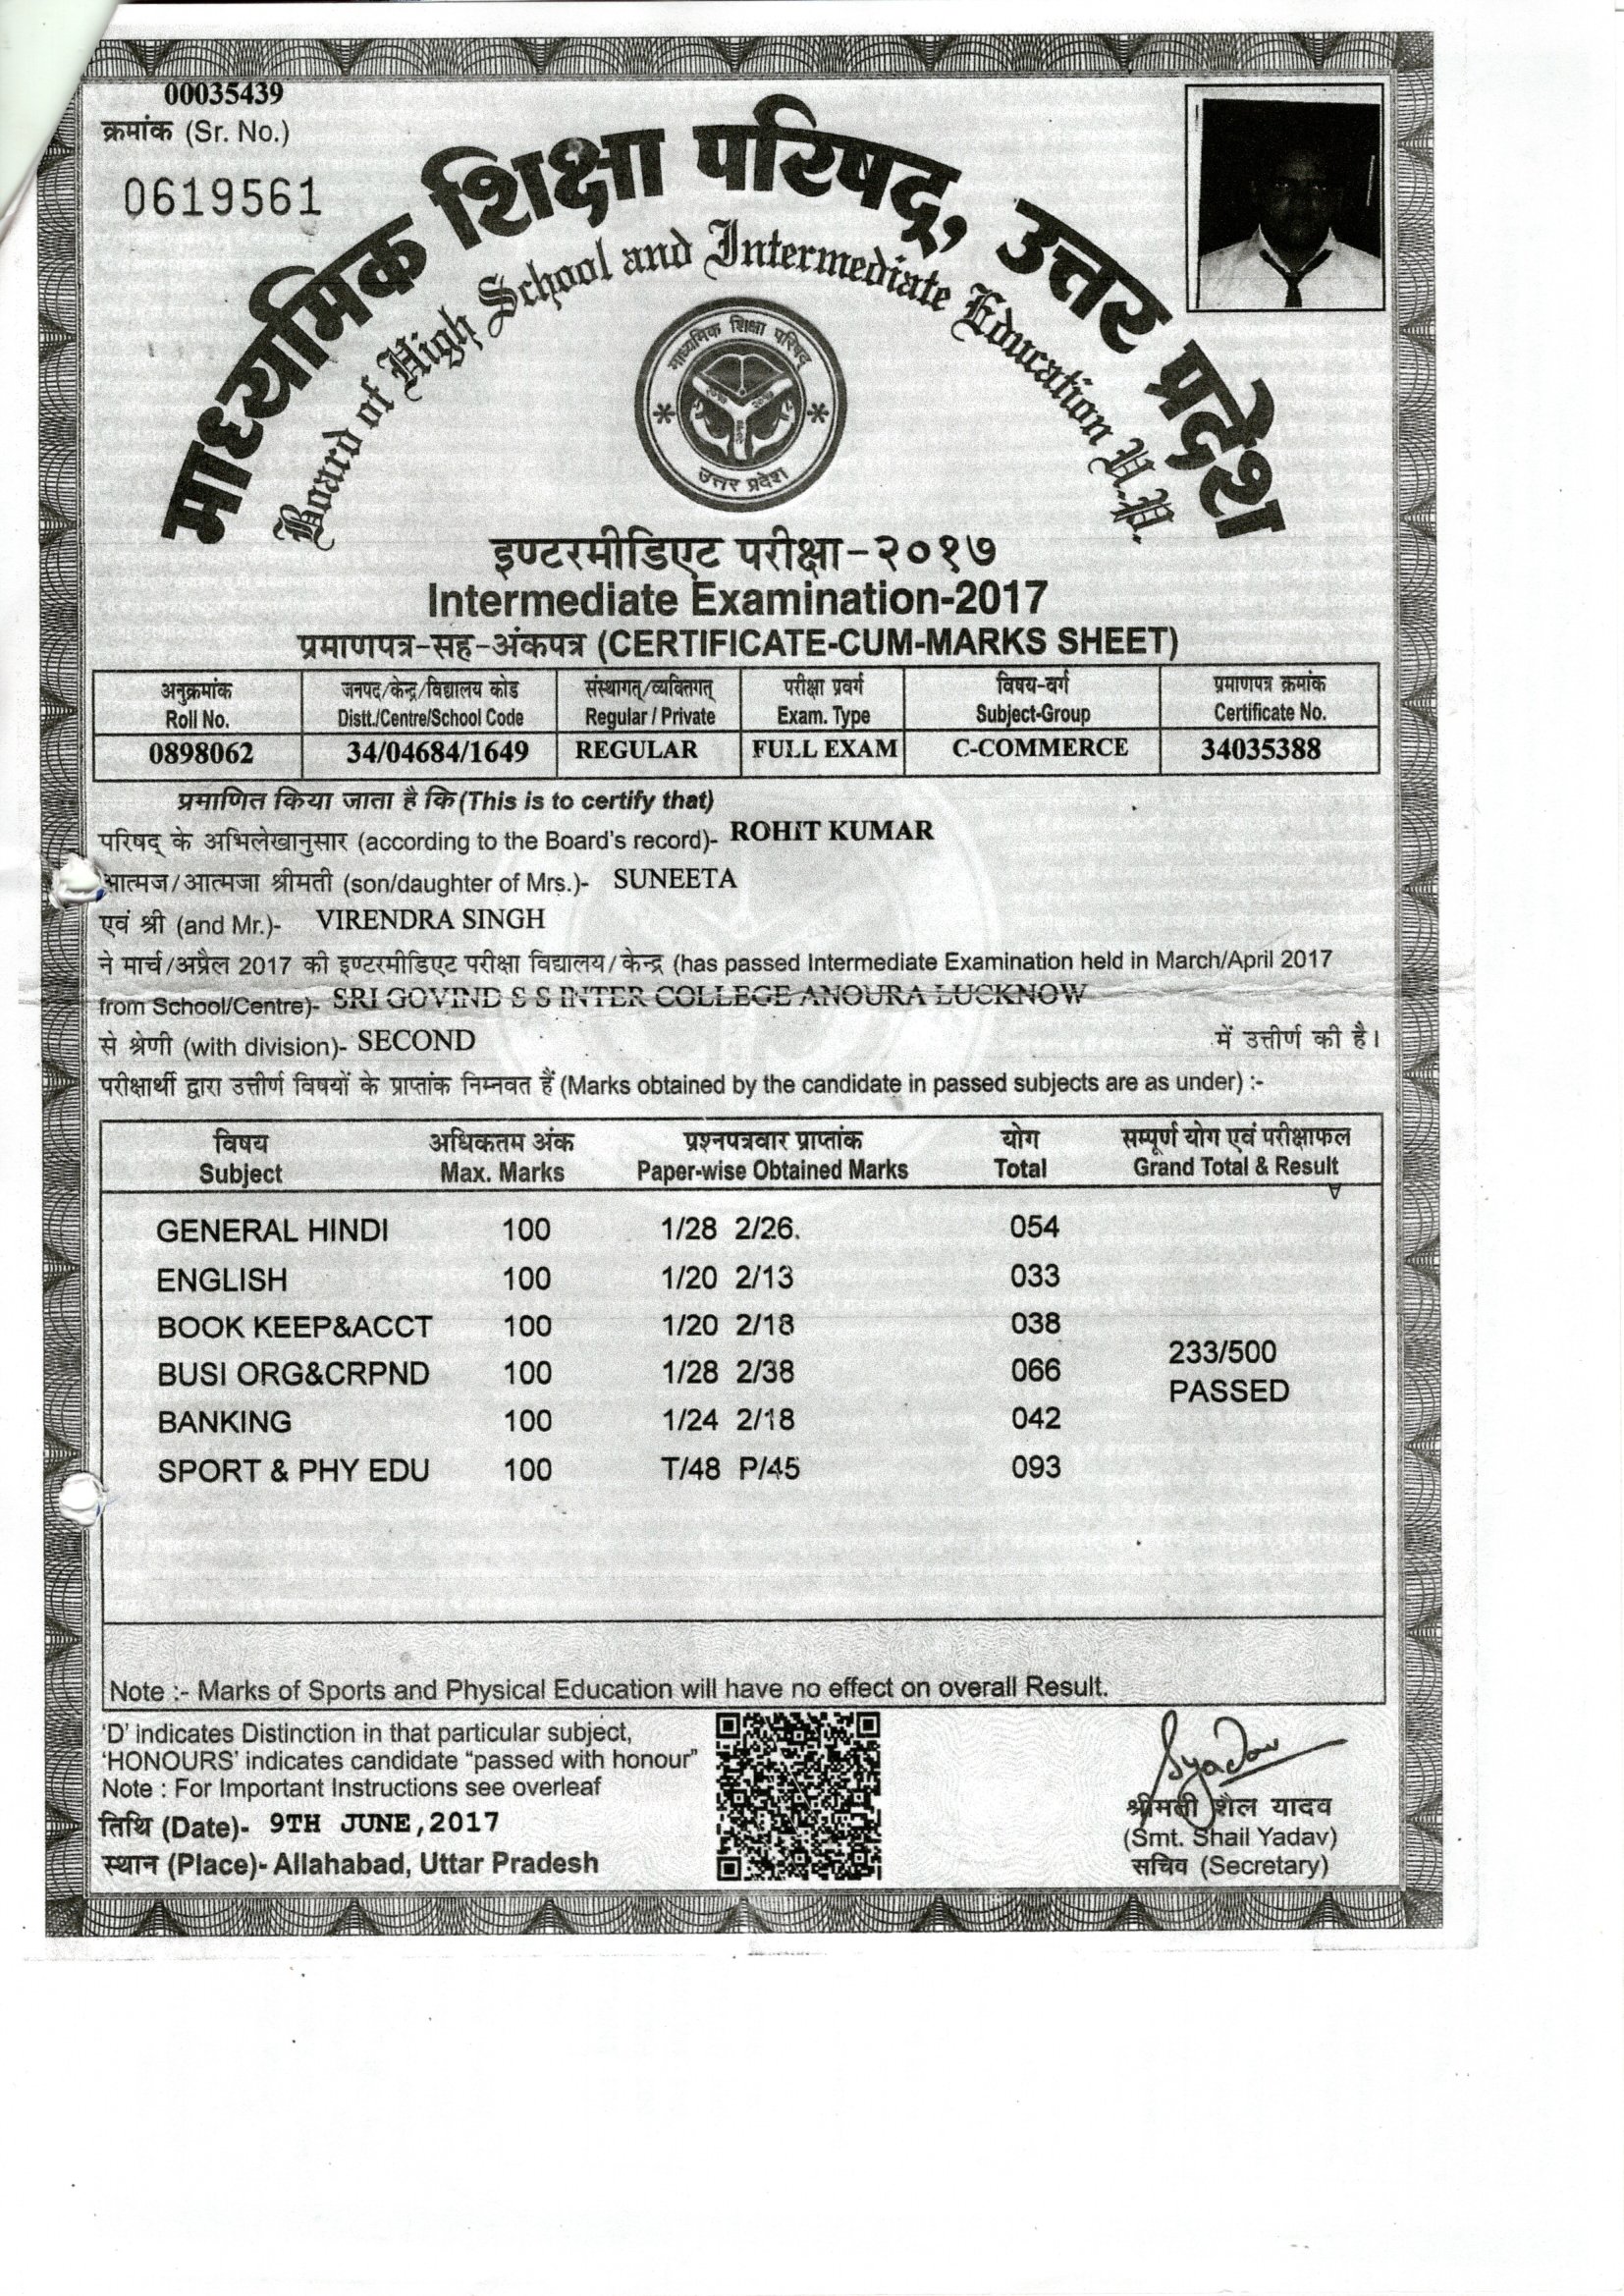 00035439
क्रमांक (Sr. No.)
0619561
माध्यमिक शिक्षा परिषद्, उत्तर प्रदेश
Board of High School and Intermediate Education U.P.
माध्यमिक शिक्षा परिषद्
उत्तर प्रदेश
इण्टरमीडिएट परीक्षा-२०१७
Intermediate Examination-2017
प्रमाणपत्र-सह-अंकपत्र (CERTIFICATE-CUM-MARKS SHEET)
अनुक्रमांक जनपद/केन्द्र/विद्यालय कोड संस्थागत्/व्यक्तिगत् परीक्षा प्रवर्ग विषय-वर्ग प्रमाणपत्र क्रमांक
Roll No. Distt./Centre/School Code Regular / Private Exam. Type Subject-Group Certificate No.
0898062 34/04684/1649 REGULAR FULL EXAM C-COMMERCE 34035388
प्रमाणित किया जाता है कि (This is to certify that)
परिषद् के अभिलेखानुसार (according to the Board's record)- ROHIT KUMAR
आत्मज/आत्मजा श्रीमती (son/daughter of Mrs.)- SUNEETA
एवं श्री (and Mr.)- VIRENDRA SINGH
ने मार्च/अप्रैल 2017 की इण्टरमीडिएट परीक्षा विद्यालय/केन्द्र (has passed Intermediate Examination held in March/April 2017
from School/Centre)- SRI GOVIND S S INTER COLLEGE ANOURA LUCKNOW
से श्रेणी (with division)- SECOND में उत्तीर्ण की है।
परीक्षार्थी द्वारा उत्तीर्ण विषयों के प्राप्तांक निम्नवत हैं (Marks obtained by the candidate in passed subjects are as under) :-
विषय अधिकतम अंक प्रश्नपत्रवार प्राप्तांक योग सम्पूर्ण योग एवं परीक्षाफल
Subject Max. Marks Paper-wise Obtained Marks Total Grand Total & Result
GENERAL HINDI 100 1/28 2/26. 054
ENGLISH 100 1/20 2/13 033
BOOK KEEP&ACCT 100 1/20 2/18 038
233/500
BUSI ORG&CRPND 100 1/28 2/38 066
PASSED
BANKING 100 1/24 2/18 042
SPORT & PHY EDU 100 T/48 P/45 093
Note :- Marks of Sports and Physical Education will have no effect on overall Result.
'D' indicates Distinction in that particular subject,
'HONOURS' indicates candidate "passed with honour"
Note : For Important Instructions see overleaf
तिथि (Date)- 9TH JUNE,2017
स्थान (Place)- Allahabad, Uttar Pradesh
Syadav
श्रीमती शैल यादव
(Smt. Shail Yadav)
सचिव (Secretary)